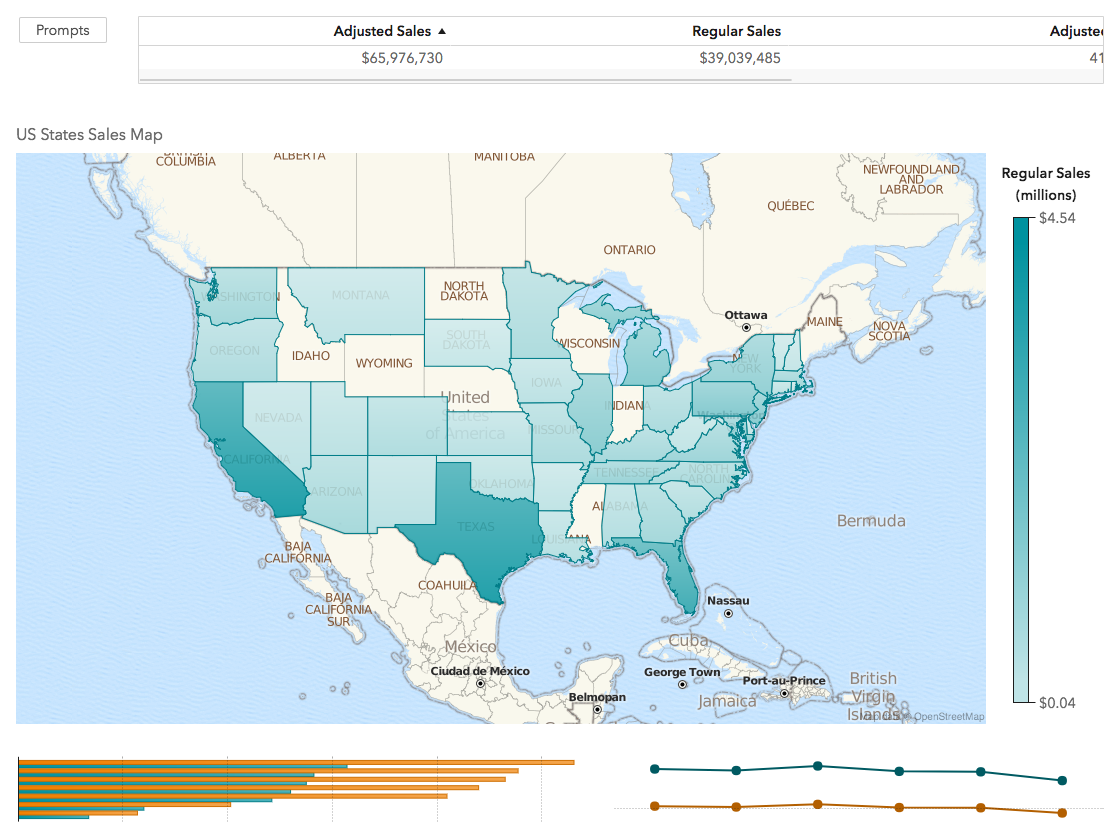 Prompts
Adjusted Sales ▲
Regular Sales
Adjusted
$65,976,730
$39,039,485
41
US States Sales Map
BRITISH
COLUMBIA
ALBERTA
MANITOBA
NEWFOUNDLAND
AND
LABRADOR
QUÉBEC
ONTARIO
Regular Sales
(millions)
$4.54
$0.04
WASHINGTON
MONTANA
NORTH
DAKOTA
Ottawa
MAINE
NOVA
SCOTIA
OREGON
IDAHO
WYOMING
SOUTH
DAKOTA
WISCONSIN
NEW
YORK
IOWA
United
States
of America
INDIANA
Washington
NEVADA
MISSOURI
CALIFORNIA
ARIZONA
OKLAHOMA
TENNESSEE
NORTH
CAROLINA
TEXAS
ALABAMA
LOUISIANA
Bermuda
BAJA
CALIFORNIA
COAHUILA
BAJA
CALIFORNIA
SUR
Nassau
México
Ciudad de México
Cuba
George Town
Port-au-Prince
Jamaica
Belmopan
British
Virgin
Islands
OpenStreetMap